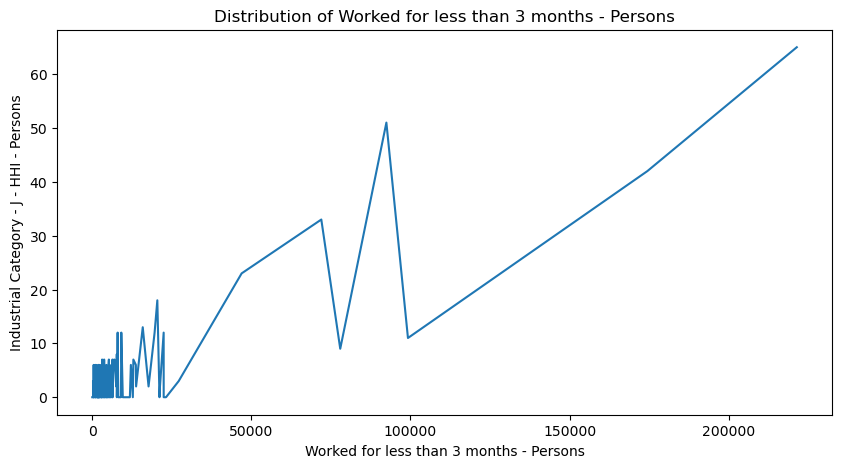 Distribution of Worked for less than 3 months - Persons
Industrial Category - J - HHI - Persons
60
50
40
30
20
10
0
0 50000 100000 150000 200000
Worked for less than 3 months - Persons